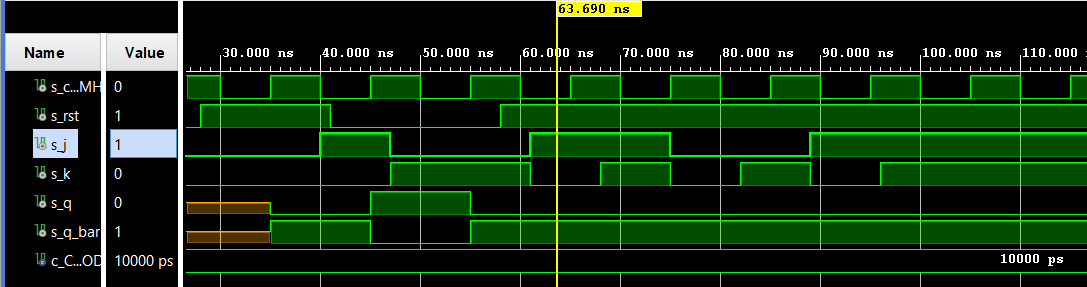 63.690 ns
Name Value
30.000 ns 40.000 ns 50.000 ns 60.000 ns 70.000 ns 80.000 ns 90.000 ns 100.000 ns 110.000
s_c...MH 0
s_rst 1
s_j 1
s_k 0
s_q 0
s_q_bar 1
c_C...OD 10000 ps 10000 ps